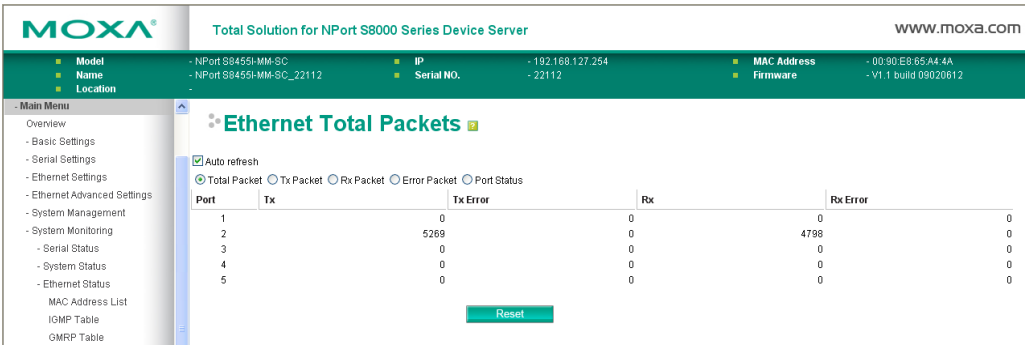 MOXA® Total Solution for NPort S8000 Series Device Server www.moxa.com
Model - NPort S8455I-MM-SC IP - 192.168.127.254 MAC Address - 00:90:E8:65:A4:4A
Name - NPort S8455I-MM-SC_22112 Serial NO. - 22112 Firmware - V1.1 build 09020612
Location -
- Main Menu
Overview
- Basic Settings
- Serial Settings
- Ethernet Settings
- Ethernet Advanced Settings
- System Management
- System Monitoring
- Serial Status
- System Status
- Ethernet Status
MAC Address List
IGMP Table
GMRP Table
Ethernet Total Packets ?
Auto refresh
Total Packet Tx Packet Rx Packet Error Packet Port Status
Port Tx Tx Error Rx Rx Error
1 0 0 0 0
2 5269 0 4798 0
3 0 0 0 0
4 0 0 0 0
5 0 0 0 0
Reset